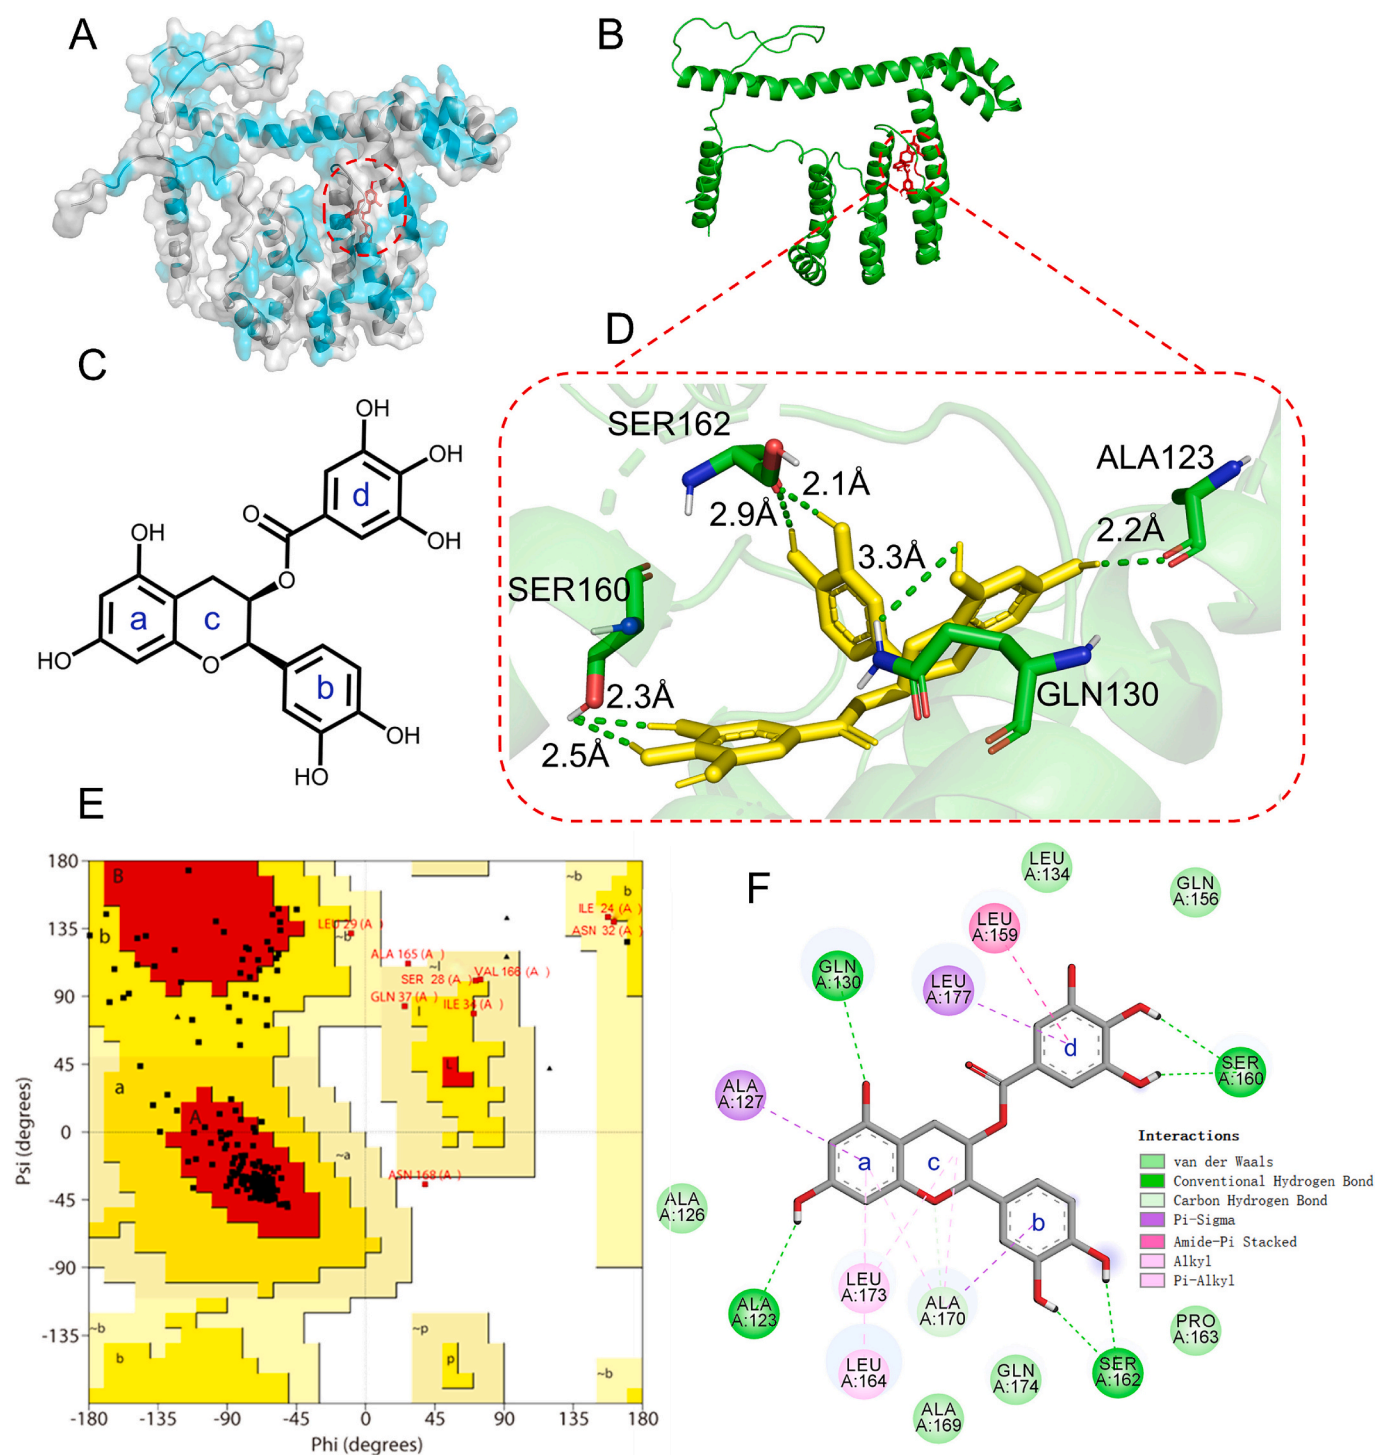 A
B
C
OH
OH
OH
O
O
OH
HO
O
OH
HO
a
c
b
d
D
SER162
ALA123
2.1Å
2.9Å
3.3Å
2.2Å
SER160
2.3Å
2.5Å
GLN130
E
180
135
90
45
0
-45
-90
-135
-180
-135
-90
-45
0
45
90
135
180
Psi (degrees)
Phi (degrees)
B
b
a
A
L
l
~l
~b
~b
b
~a
~b
b
~p
p
~b
LEU 29 (A )
ILE 24 (A )
ASN 32 (A )
ALA 165 (A )
SER 28 (A )
VAL 166 (A )
GLN 37 (A )
ILE 34 (A )
ASN 168 (A )
F
LEU
A:134
GLN
A:156
LEU
A:159
GLN
A:130
LEU
A:177
SER
A:160
ALA
A:127
ALA
A:126
ALA
A:123
LEU
A:173
ALA
A:170
LEU
A:164
ALA
A:169
GLN
A:174
SER
A:162
PRO
A:163
a
c
b
d
Interactions
van der Waals
Conventional Hydrogen Bond
Carbon Hydrogen Bond
Pi-Sigma
Amide-Pi Stacked
Alkyl
Pi-Alkyl